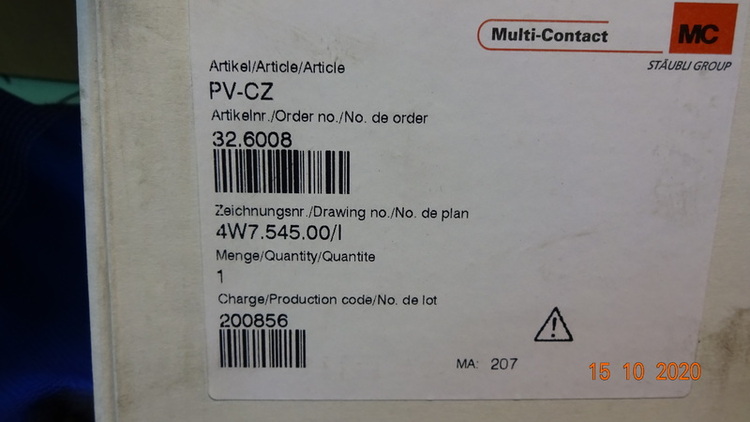 Multi-Contact
MC
STÄUBLI GROUP
Artikel/Article/Article
PV-CZ
Artikelnr./Order no./No. de order
32.6008
Zeichnungsnr./Drawing no./No. de plan
4W7.545.00/I
Menge/Quantity/Quantite
1
Charge/Production code/No. de lot
200856
MA: 207
15 10 2020